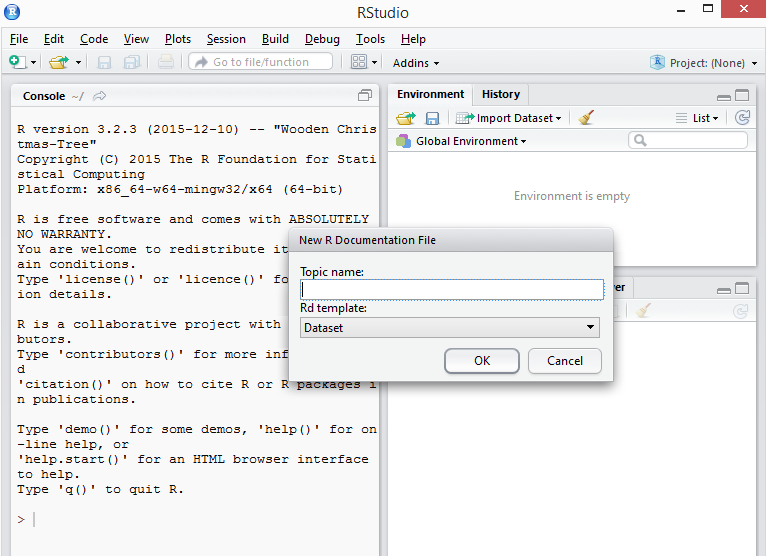 RStudio
File Edit Code View Plots Session Build Debug Tools Help
Go to file/function Addins Project: (None)
Console ~/
R version 3.2.3 (2015-12-10) -- "Wooden Chris
tmas-Tree"
Copyright (C) 2015 The R Foundation for Stati
stical Computing
Platform: x86_64-w64-mingw32/x64 (64-bit)
R is free software and comes with ABSOLUTELY
NO WARRANTY.
You are welcome to redistribute it
ain conditions.
Type 'license()' or 'licence()' fo
ion details.
R is a collaborative project with
butors.
Type 'contributors()' for more inf
d
'citation()' on how to cite R or R packages i
n publications.
Type 'demo()' for some demos, 'help()' for on
-line help, or
'help.start()' for an HTML browser interface
to help.
Type 'q()' to quit R.
>
Environment History
Import Dataset List
Global Environment
Environment is empty
New R Documentation File
Topic name:
Rd template:
Dataset
OK Cancel